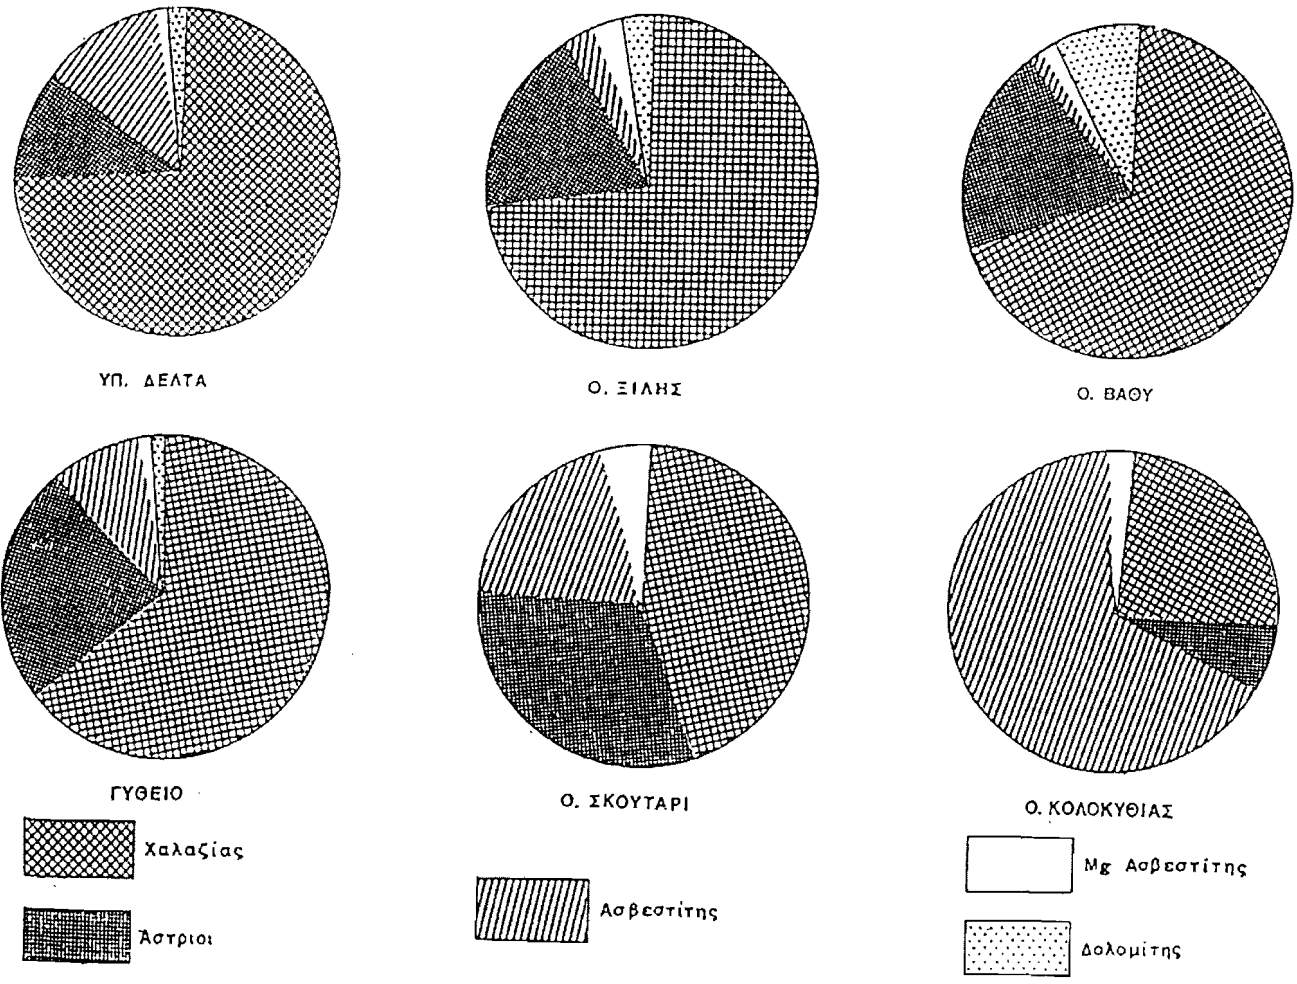 ΥΠ. ΔΕΛΤΑ
Ο. ΞΙΛΗΣ
Ο. ΒΑΘΥ
ΓΥΘΕΙΟ
Ο. ΣΚΟΥΤΑΡΙ
Ο. ΚΟΛΟΚΥΘΙΑΣ
Χαλαζίας
Άστριοι
Ασβεστίτης
Mg Ασβεστίτης
Δολομίτης